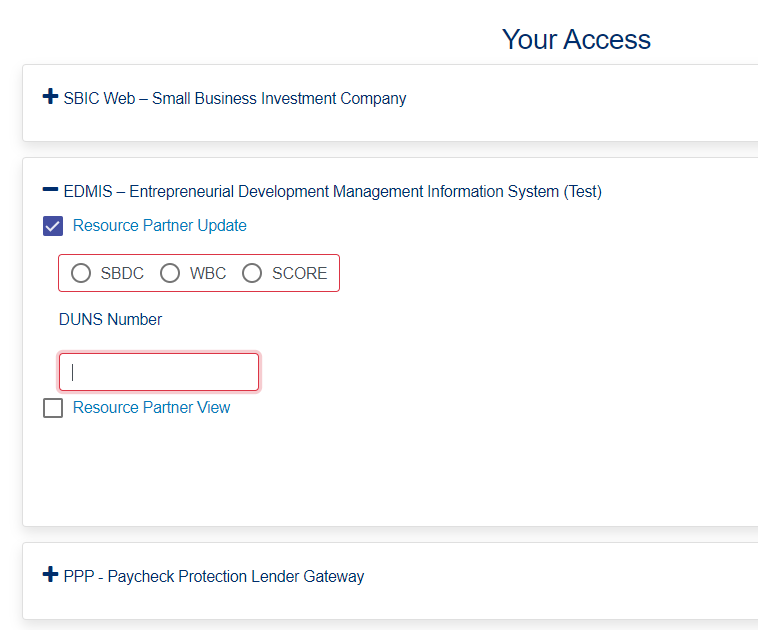 Your Access
SBIC Web – Small Business Investment Company
EDMIS – Entrepreneurial Development Management Information System (Test)
Resource Partner Update
SBDC WBC SCORE
DUNS Number
Resource Partner View
PPP - Paycheck Protection Lender Gateway